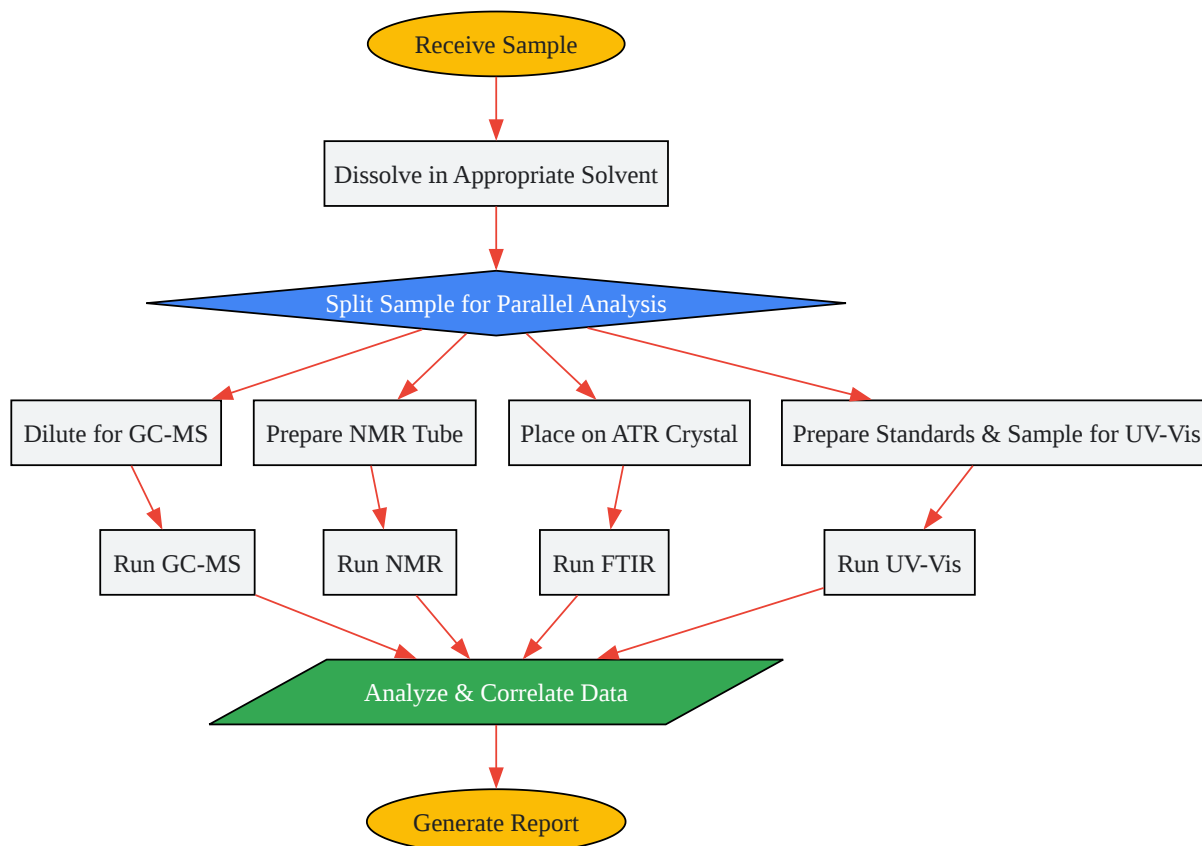 Receive Sample
Dissolve in Appropriate Solvent
Split Sample for Parallel Analysis
Dilute for GC-MS
Prepare NMR Tube
Place on ATR Crystal
Prepare Standards & Sample for UV-Vis
Run GC-MS
Run NMR
Run FTIR
Run UV-Vis
Analyze & Correlate Data
Generate Report